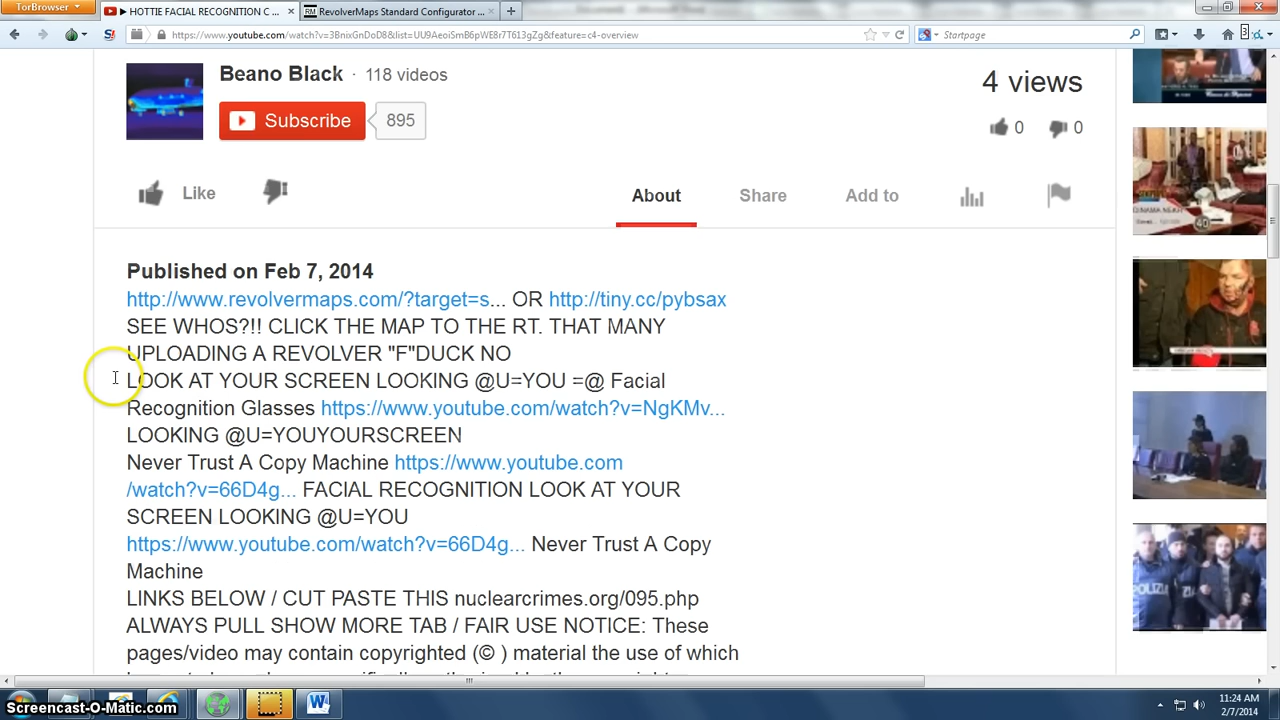 TorBrowser
▶ HOTTIE FACIAL RECOGNITION C ...
RevolverMaps Standard Configurator ...
https://www.youtube.com/watch?v=3BnixGnDoD8&list=UU9AeoiSmB6pWE8r7T613gZg&feature=c4-overview
Startpage
3
Beano Black · 118 videos
Subscribe 895
4 views
0 0
Like
About Share Add to
Published on Feb 7, 2014
http://www.revolvermaps.com/?target=s... OR http://tiny.cc/pybsax
SEE WHOS?!! CLICK THE MAP TO THE RT. THAT MANY
UPLOADING A REVOLVER "F"DUCK NO
LOOK AT YOUR SCREEN LOOKING @U=YOU =@ Facial
Recognition Glasses https://www.youtube.com/watch?v=NgKMv...
LOOKING @U=YOUYOURSCREEN
Never Trust A Copy Machine https://www.youtube.com
/watch?v=66D4g... FACIAL RECOGNITION LOOK AT YOUR
SCREEN LOOKING @U=YOU
https://www.youtube.com/watch?v=66D4g... Never Trust A Copy
Machine
LINKS BELOW / CUT PASTE THIS nuclearcrimes.org/095.php
ALWAYS PULL SHOW MORE TAB / FAIR USE NOTICE: These
pages/video may contain copyrighted (© ) material the use of which
POLIZIA
Screencast-O-Matic.com
11:24 AM
2/7/2014